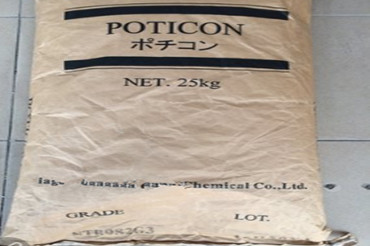 POTICON
ポチコン
NET. 25kg
Chemical Co.,Ltd.
GRADE LOT.